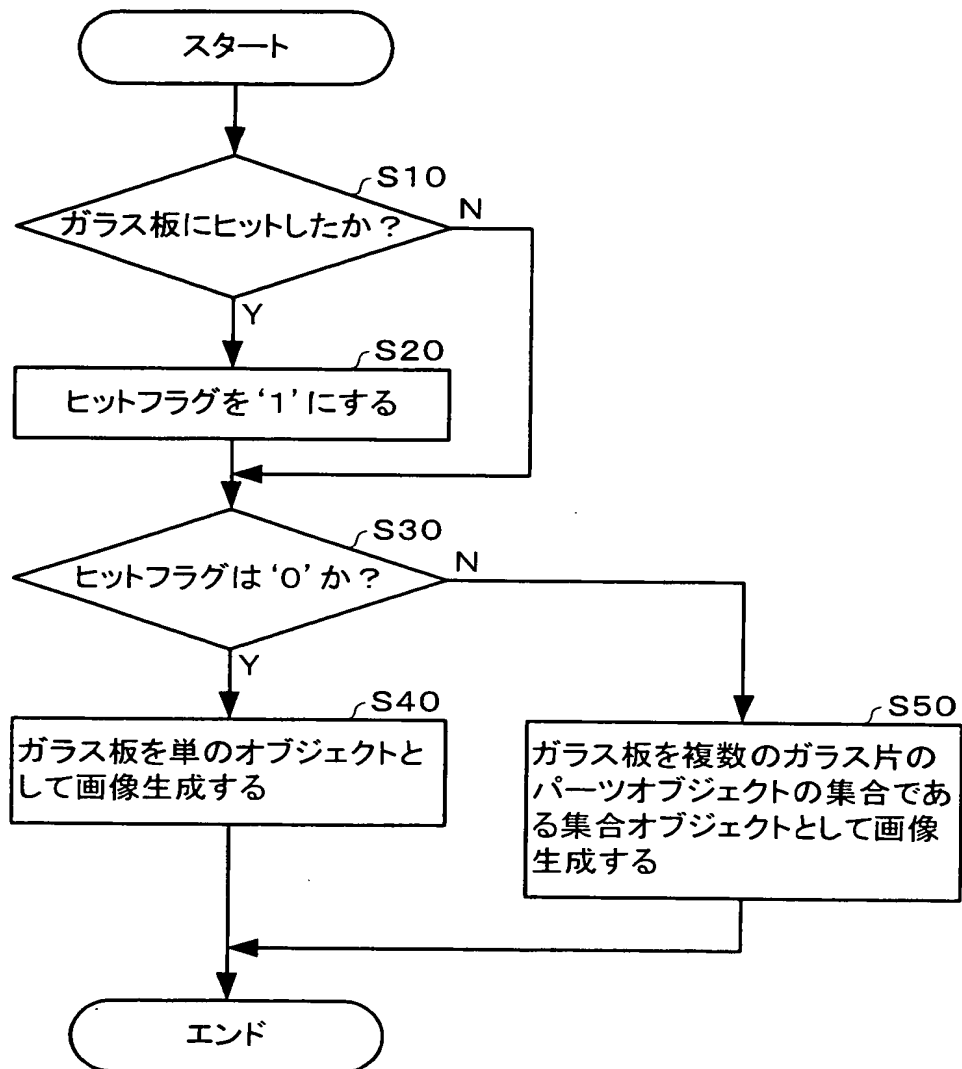 スタート
S10
ガラス板にヒットしたか？
N
Y
S20
ヒットフラグを‘1’にする
S30
ヒットフラグは‘0’か？
N
Y
S40
ガラス板を単のオブジェクトと
して画像生成する
S50
ガラス板を複数のガラス片の
パーツオブジェクトの集合であ
る集合オブジェクトとして画像
生成する
エンド